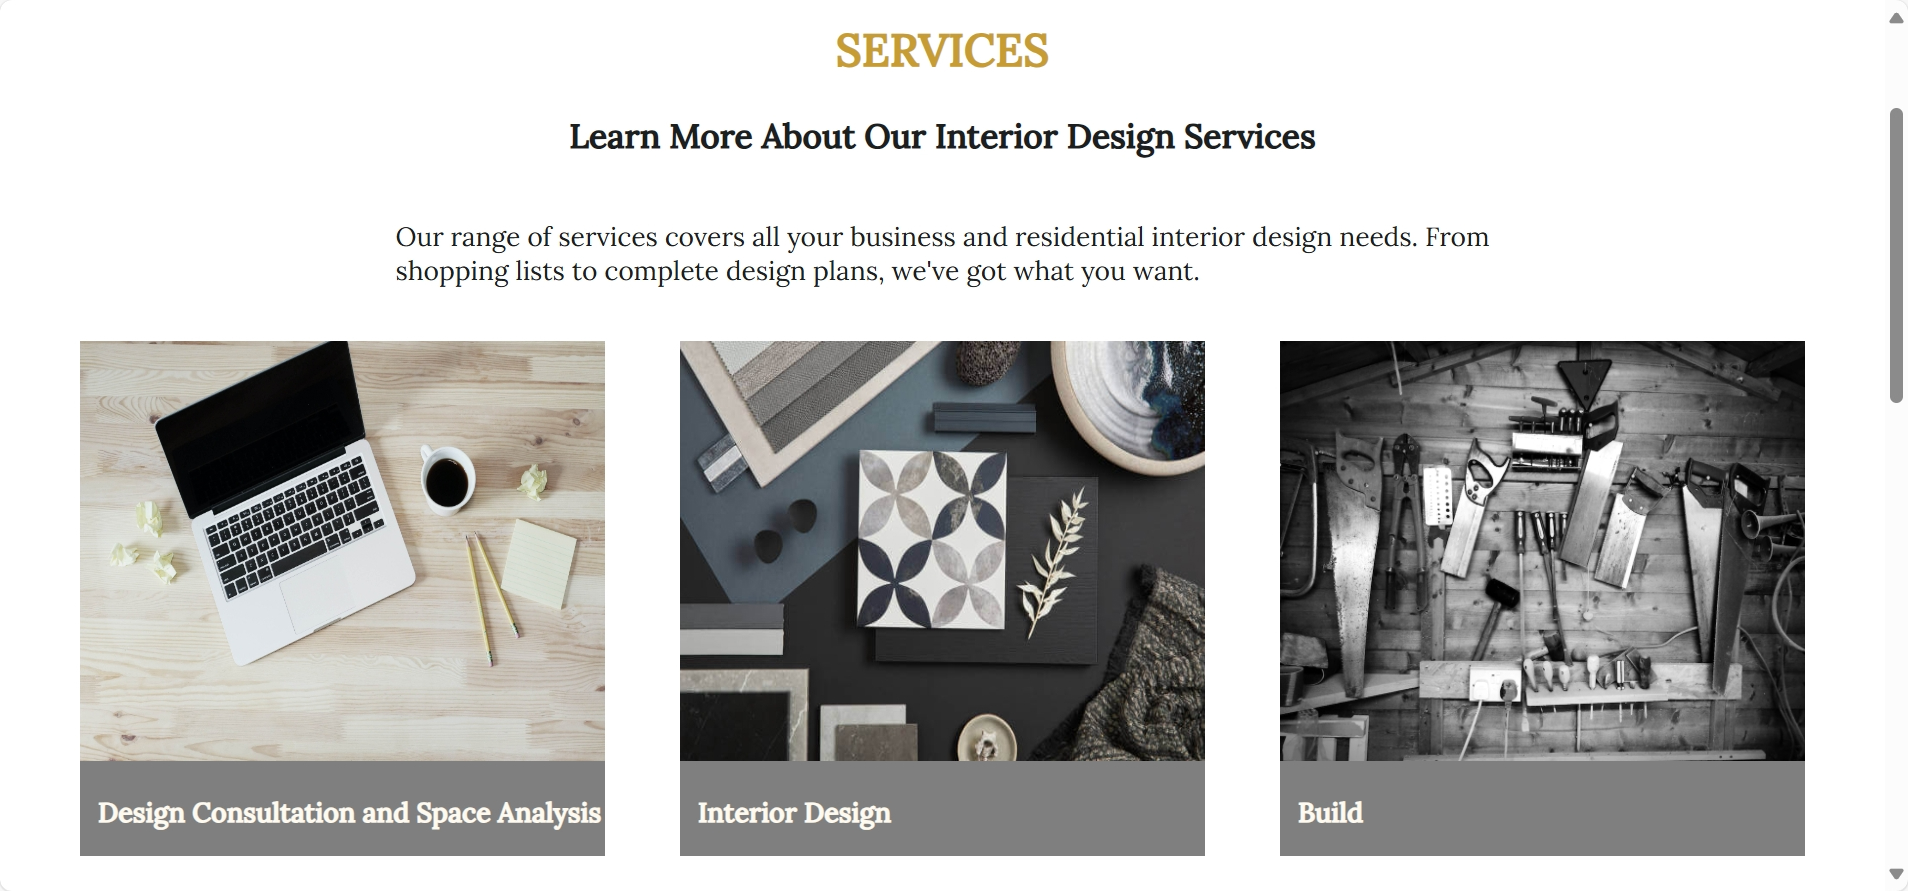 SERVICES
Learn More About Our Interior Design Services
Our range of services covers all your business and residential interior design needs. From
shopping lists to complete design plans, we've got what you want.
Design Consultation and Space Analysis
Interior Design
Build